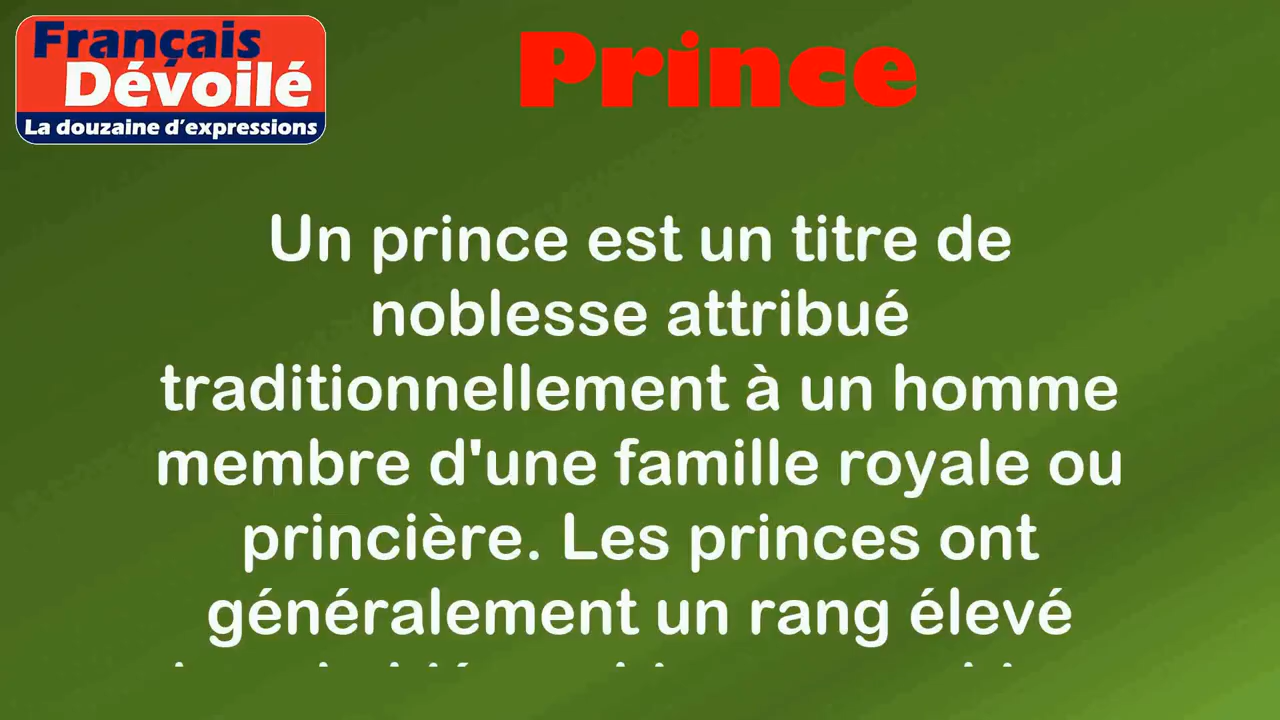 Français
Dévoilé
La douzaine d'expressions
Prince
Un prince est un titre de
noblesse attribué
traditionnellement à un homme
membre d'une famille royale ou
princière. Les princes ont
généralement un rang élevé